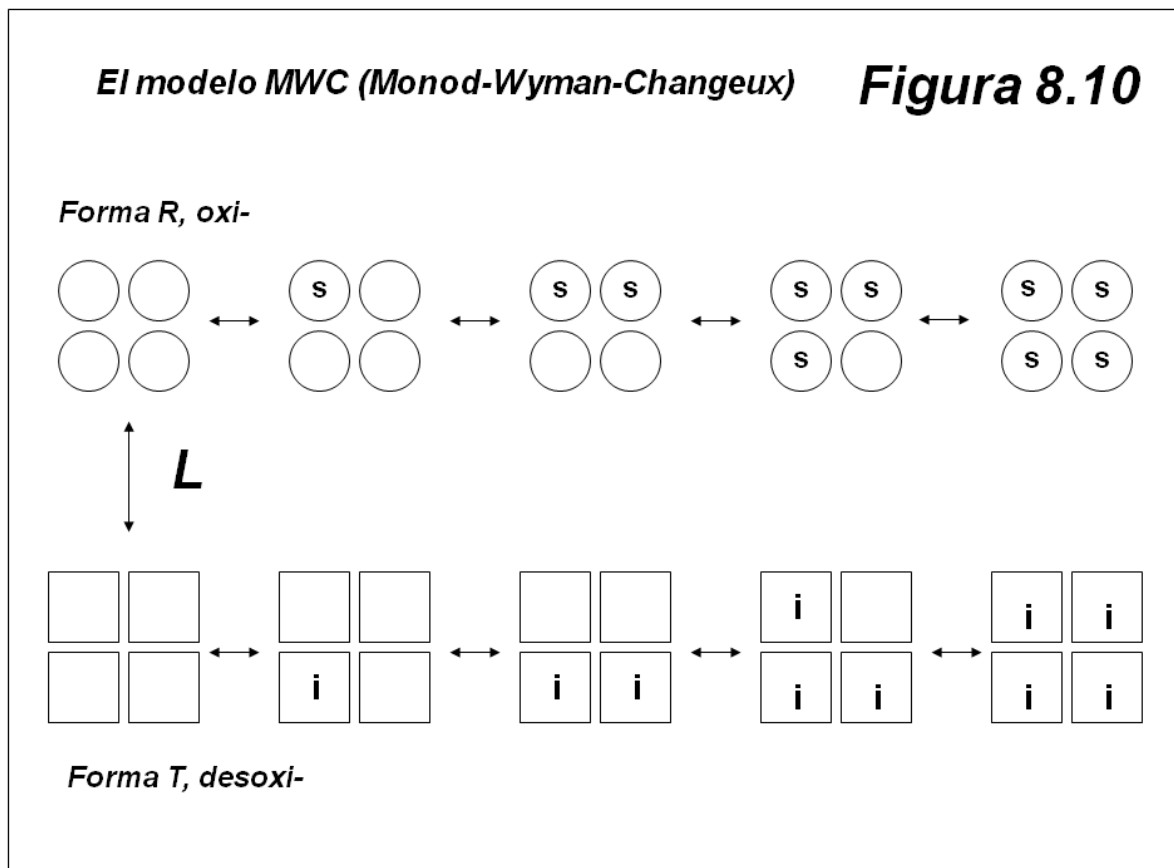 El modelo MWC (Monod-Wyman-Changeux)
Figura 8.10
Forma R, oxi-
s s s s s
s s s
L
i
i i i
i i i i i i i
Forma T, desoxi-